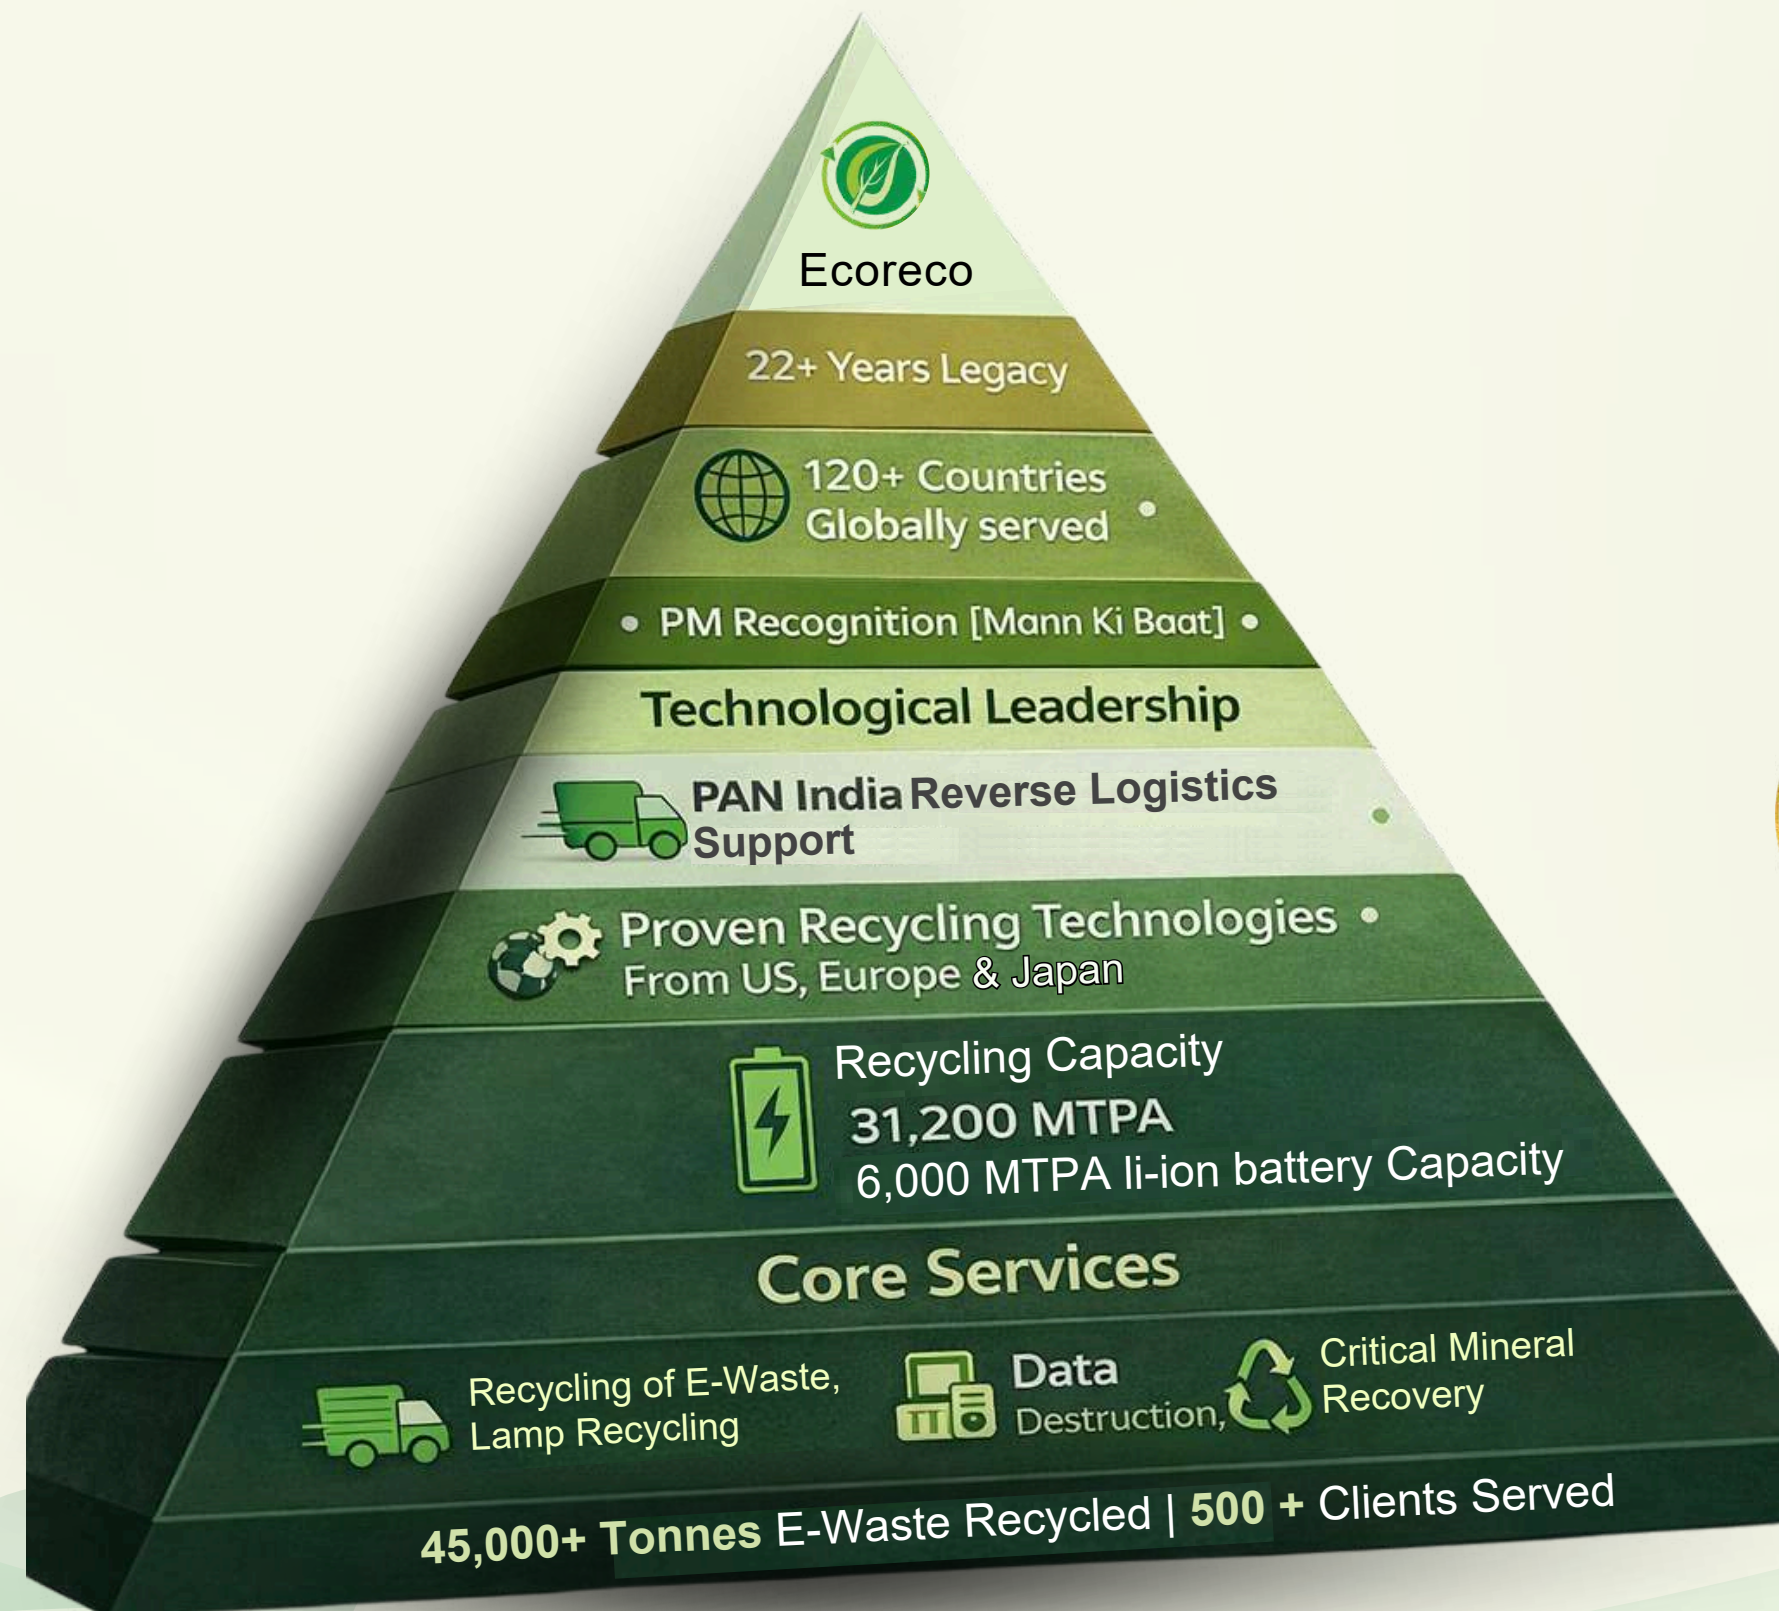 Ecoreco
22+ Years Legacy
120+ Countries
Globally served
• PM Recognition [Mann Ki Baat] •
Technological Leadership
PAN India Reverse Logistics
Support
Proven Recycling Technologies •
From US, Europe & Japan
Recycling Capacity
31,200 MTPA
6,000 MTPA li-ion battery Capacity
Core Services
Recycling of E-Waste,
Lamp Recycling
Data
Destruction,
Critical Mineral
Recovery
45,000+ Tonnes E-Waste Recycled | 500 + Clients Served